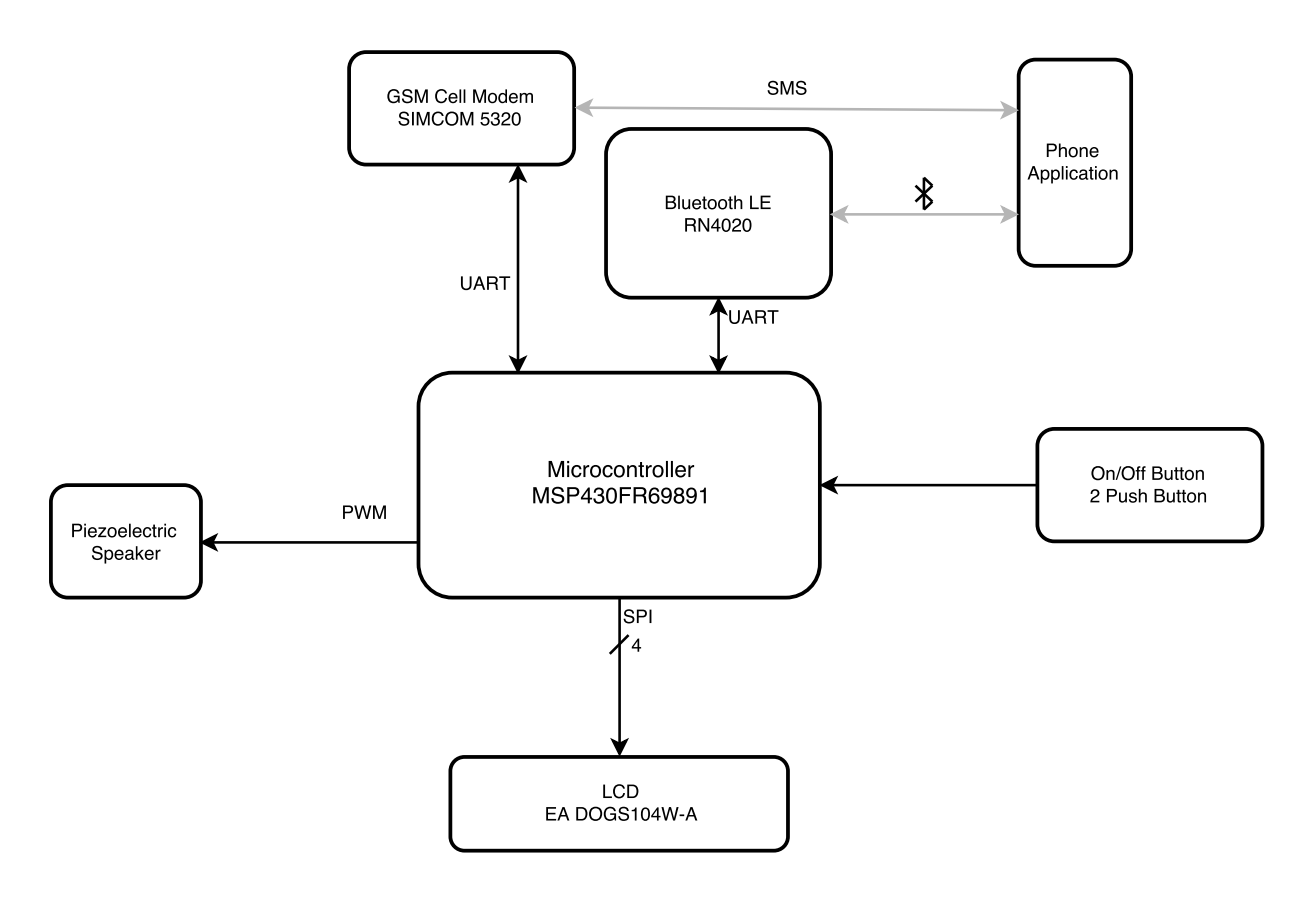 GSM Cell Modem
SIMCOM 5320
SMS
Phone
Application
Bluetooth LE
RN4020
UART
UART
Microcontroller
MSP430FR69891
On/Off Button
2 Push Button
Piezoelectric
Speaker
PWM
SPI
4
LCD
EA DOGS104W-A